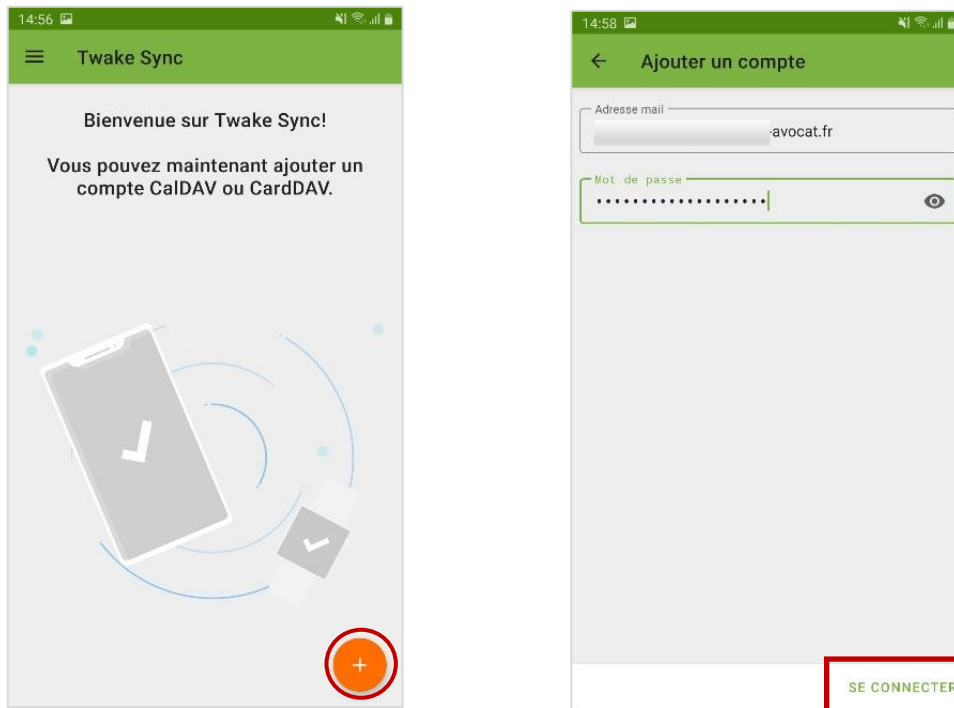 14:56
Twake Sync
Bienvenue sur Twake Sync!
Vous pouvez maintenant ajouter un
compte CalDAV ou CardDAV.
+
14:58
Ajouter un compte
Adresse mail
-avocat.fr
Mot de passe
•••••••••••••••••••
SE CONNECTER